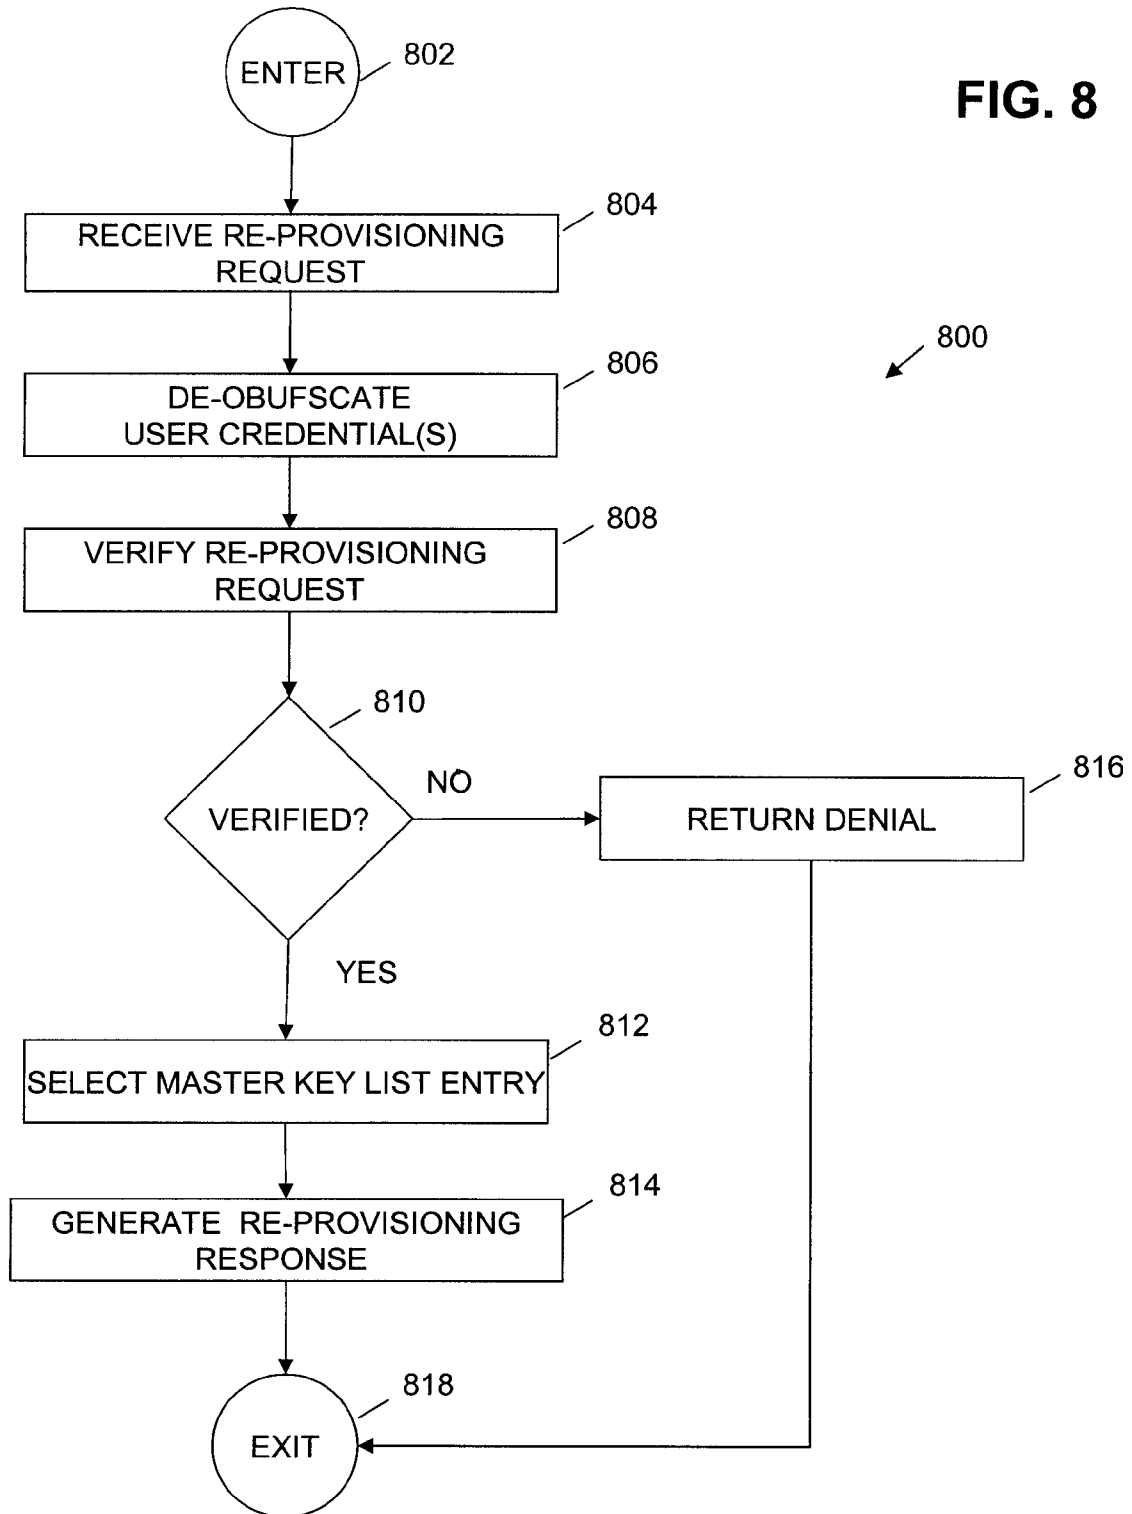 ENTER
802
FIG. 8
804
RECEIVE RE-PROVISIONING
REQUEST
800
806
DE-OBUFSCATE
USER CREDENTIAL(S)
808
VERIFY RE-PROVISIONING
REQUEST
810
NO
816
VERIFIED?
RETURN DENIAL
YES
812
SELECT MASTER KEY LIST ENTRY
814
GENERATE RE-PROVISIONING
RESPONSE
818
EXIT